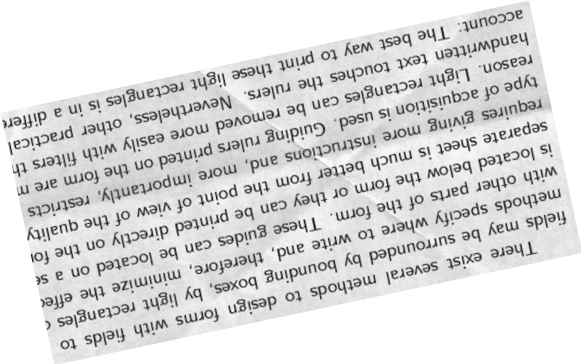 There exist several methods to design forms with fields to
fields may be surrounded by bounding boxes, by light rectangles
methods specify where to write and, therefore, minimize the effec
with other parts of the form. These guides can be located on a se
is located below the form or they can be printed directly on the for
separate sheet is much better from the point of view of the quality
requires giving more instructions and, more importantly, restricts
type of acquisition is used. Guiding rulers printed on the form are m
reason. Light rectangles can be removed more easily with filters th
handwritten text touches the rulers. Nevertheless, other practical
account: The best way to print these light rectangles is in a differe